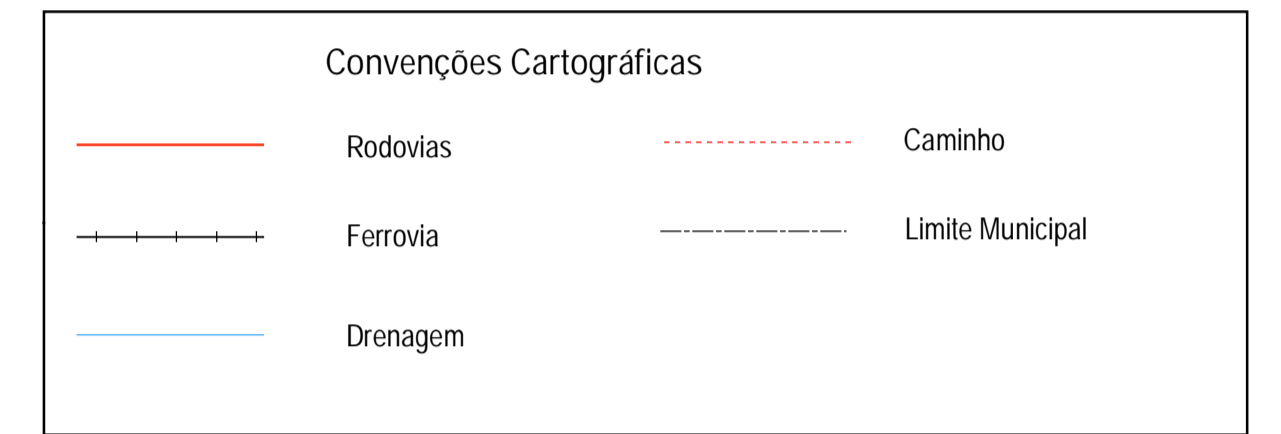 Convenções Cartográficas
Rodovias
Caminho
Ferrovia
Limite Municipal
Drenagem